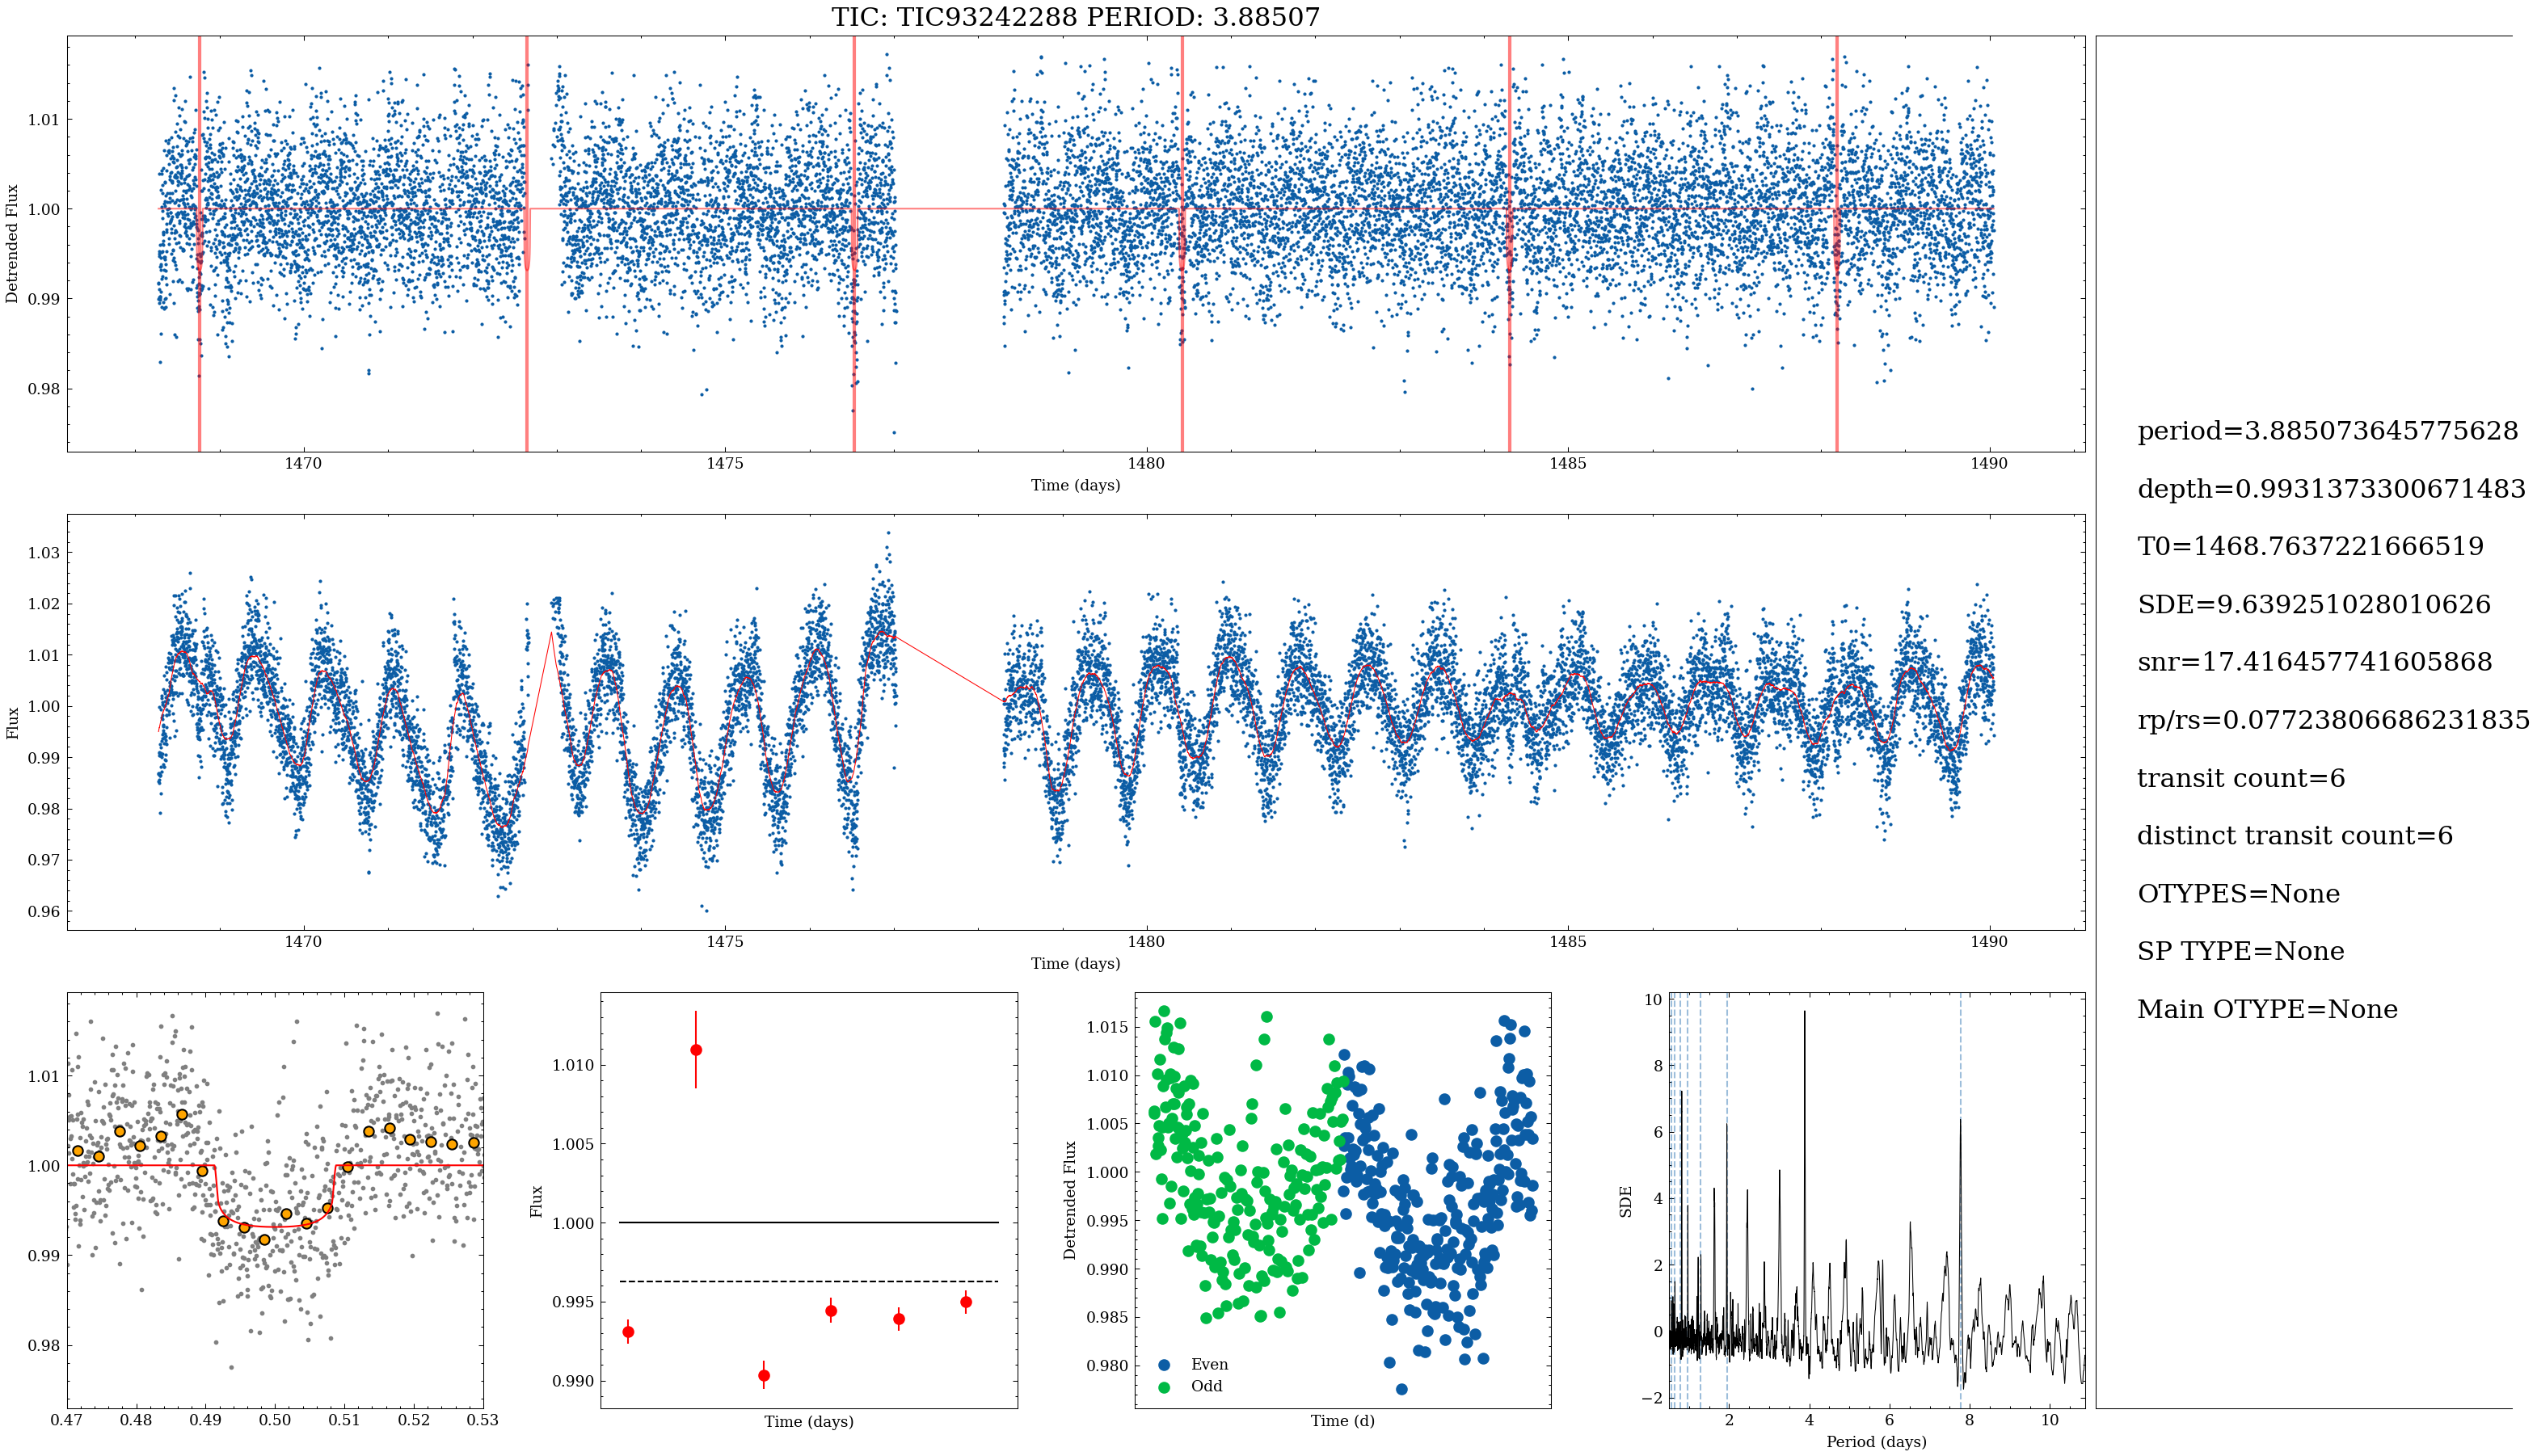 TIC: TIC93242288 PERIOD: 3.88507
Detrended Flux
1.01
1.00
0.99
0.98
1470
1475
1480
1485
1490
Time (days)
Flux
1.03
1.02
1.01
1.00
0.99
0.98
0.97
0.96
1470
1475
1480
1485
1490
Time (days)
1.01
1.00
0.99
0.98
0.47
0.48
0.49
0.50
0.51
0.52
0.53
Flux
1.010
1.005
1.000
0.995
0.990
Time (days)
Detrended Flux
1.015
1.010
1.005
1.000
0.995
0.990
0.985
0.980
Even
Odd
Time (d)
SDE
10
8
6
4
2
0
−2
2
4
6
8
10
Period (days)
period=3.885073645775628
depth=0.9931373300671483
T0=1468.7637221666519
SDE=9.639251028010626
snr=17.416457741605868
rp/rs=0.07723806686231835
transit count=6
distinct transit count=6
OTYPES=None
SP TYPE=None
Main OTYPE=None